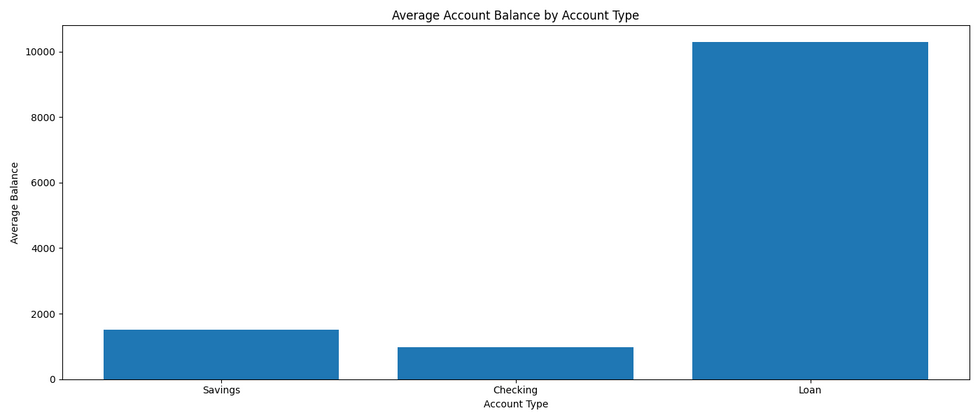 Average Account Balance by Account Type
10000
8000
6000
4000
2000
0
Average Balance
Savings
Checking
Loan
Account Type